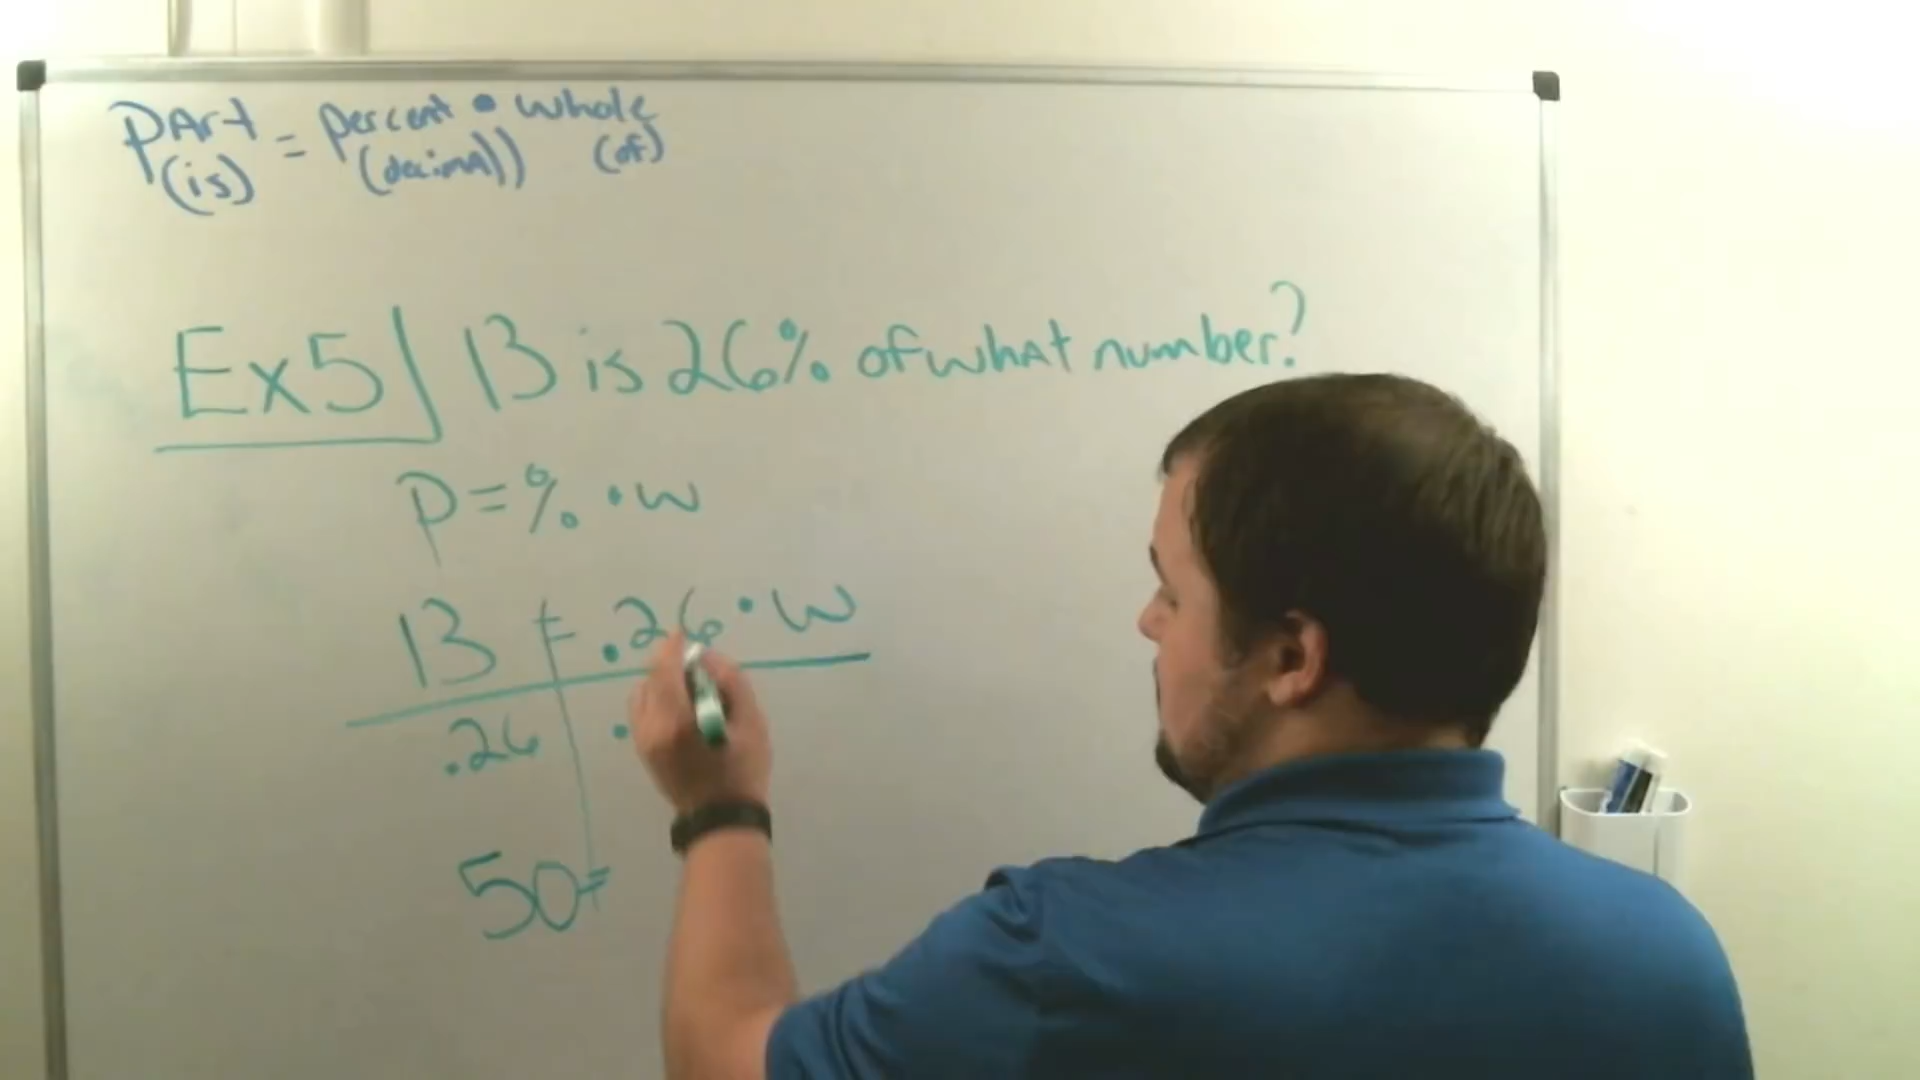 PArt = percent • whole
(is) (decimAl) (of)
Ex5 13 is 26% of whAt number?
P = % • w
13 = .26 • w
.26 .
50 =